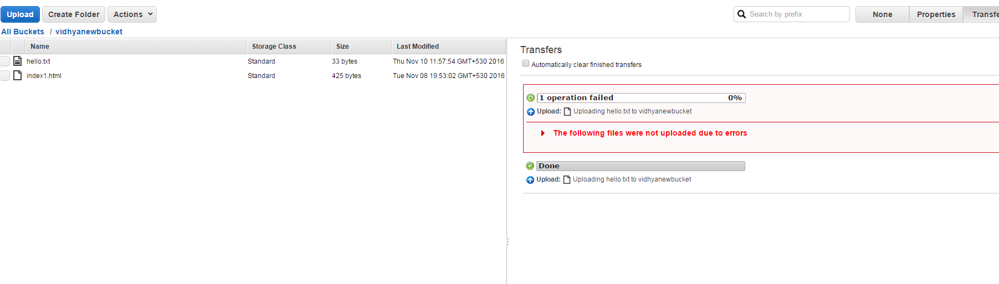 Upload Create Folder Actions Search by prefix None Properties Transfe
All Buckets / vidhyanewbucket
Name Storage Class Size Last Modified
hello.txt Standard 33 bytes Thu Nov 10 11:57:54 GMT+530 2016
index1.html Standard 425 bytes Tue Nov 08 19:53:02 GMT+530 2016
Transfers
Automatically clear finished transfers
1 operation failed 0%
Upload: Uploading hello.txt to vidhyanewbucket
The following files were not uploaded due to errors
Done
Upload: Uploading hello.txt to vidhyanewbucket